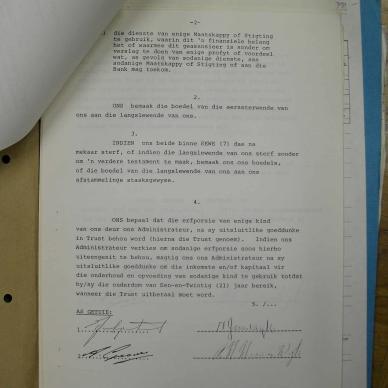 -2-
die dienste van enige Maatskappy of Stigting
te gebruik, waarin dit 'n finansiele belang
het of waarmee dit geassosieer is sonder om
verslag te doen van enige profyt of voordeel
wat, as gevolg van sodanige dienste, aan
sodanige Maatskappy of Stigting of aan die
Bank mag toekom.
2.
ONS bemaak die boedel van die eerssterwende van
ons aan die langslewende van ons.
3.
INDIEN ons beide binne SEWE (7) dae na
mekaar sterf, of indien die langslewende van ons sterf sonder
om 'n verdere testament te maak, bemaak ons ons boedels,
of die boedel van die langslewende van ons aan ons
afstammelinge staaksgewyse.
4.
ONS bepaal dat die erfporsie van enige kind
van ons deur ons Administrateur, na sy uitsluitlike goeddunke
in Trust behou word (hierna die Trust genoem). Indien ons
Administrateur verkies om sodanige erfporsie soos hierbo
uiteengesit te behou, magtig ons ons Administrateur na sy
uitsluitlike goeddunke om die inkomste en/of kapitaal vir
die onderhoud en opvoeding van sodanige kind te gebruik totdat
hy/sy die ouderdom van Een-en-Twintig (21) jaar bereik,
wanneer die Trust uitbetaal moet word.
5. /...
AS GETUIE:
1.
2.